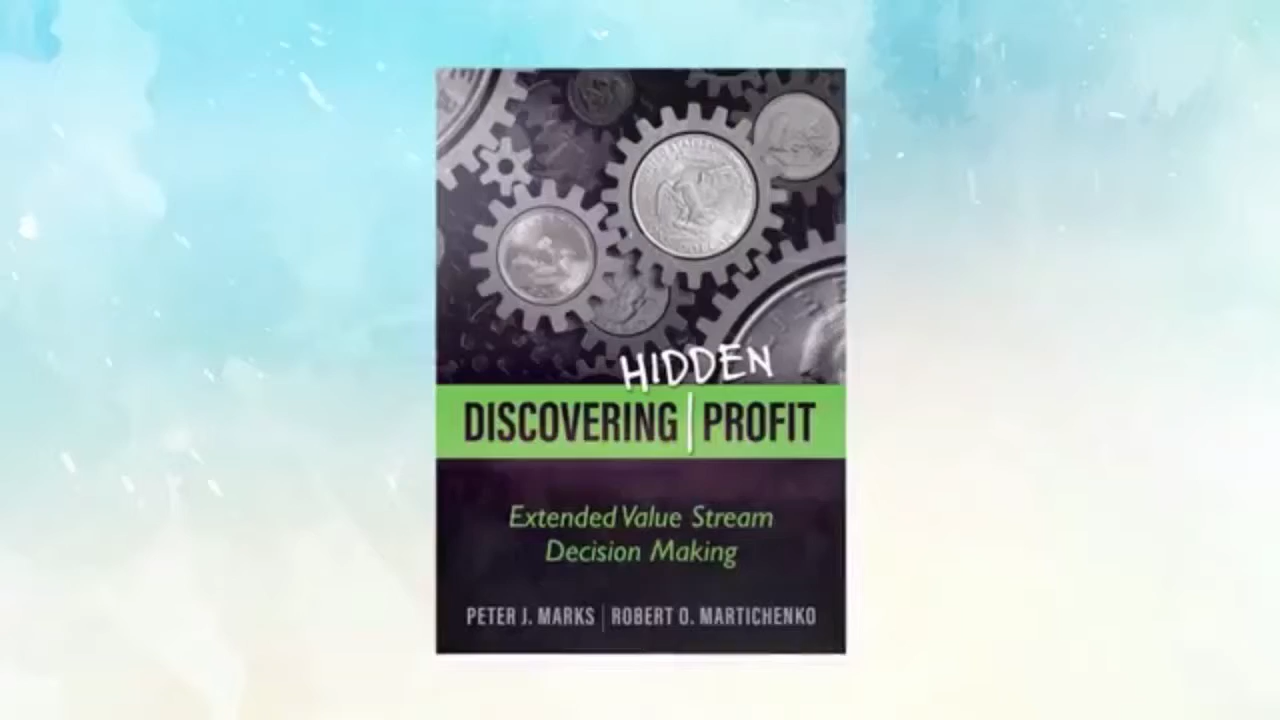 HIDDEN
DISCOVERING PROFIT
Extended Value Stream
Decision Making
PETER J. MARKS | ROBERT O. MARTICHENKO